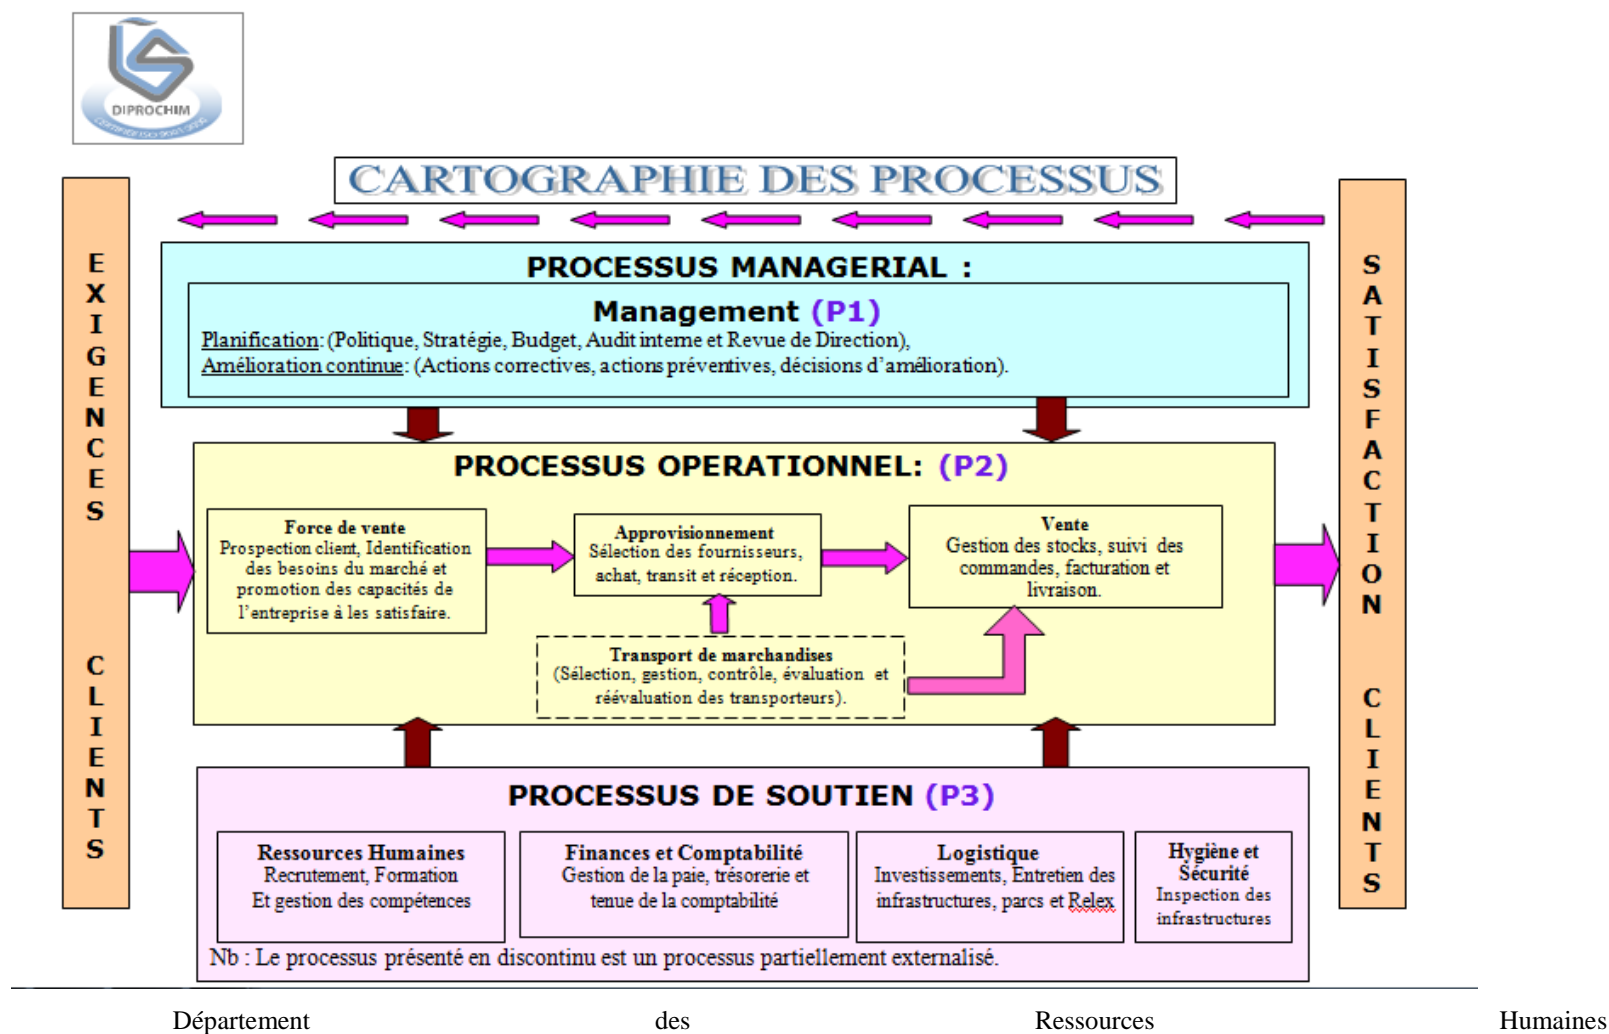 DIPROCHIM
CERTIFIE ISO 9001:2000
CARTOGRAPHIE DES PROCESSUS
EXIGENCES CLIENTS
PROCESSUS MANAGERIAL :
Management (P1)
Planification: (Politique, Stratégie, Budget, Audit interne et Revue de Direction),
Amélioration continue: (Actions correctives, actions préventives, décisions d’amélioration).
PROCESSUS OPERATIONNEL: (P2)
Force de vente
Prospection client, Identification
des besoins du marché et
promotion des capacités de
l’entreprise à les satisfaire.
Approvisionnement
Sélection des fournisseurs,
achat, transit et réception.
Vente
Gestion des stocks, suivi des
commandes, facturation et
livraison.
Transport de marchandises
(Sélection, gestion, contrôle, évaluation et
réévaluation des transporteurs).
PROCESSUS DE SOUTIEN (P3)
Ressources Humaines
Recrutement, Formation
Et gestion des compétences
Finances et Comptabilité
Gestion de la paie, trésorerie et
tenue de la comptabilité
Logistique
Investissements, Entretien des
infrastructures, parcs et Relex
Hygiène et
Sécurité
Inspection des
infrastructures
Nb : Le processus présenté en discontinu est un processus partiellement externalisé.
SATISFACTION CLIENTS
Département des Ressources Humaines